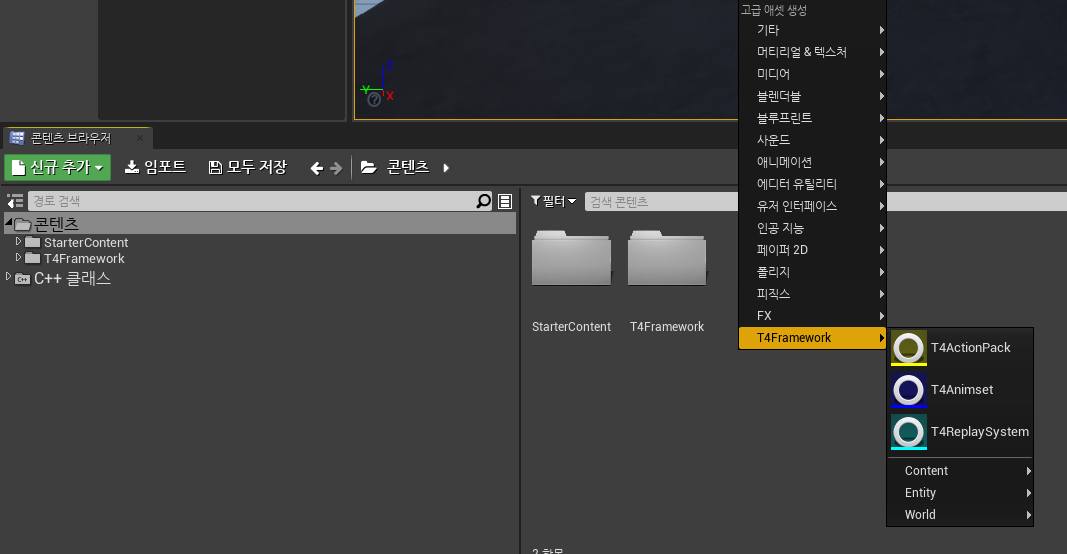 고급 애셋 생성
기타
머티리얼 & 텍스처
미디어
블렌더블
블루프린트
사운드
애니메이션
에디터 유틸리티
유저 인터페이스
인공 지능
페이퍼 2D
폴리지
피직스
FX
T4Framework
T4ActionPack
T4Animset
T4ReplaySystem
Content
Entity
World
Z
Y
X
콘텐츠 브라우저
신규 추가
임포트
모두 저장
콘텐츠
경로 검색
필터
검색 콘텐츠
콘텐츠
StarterContent
T4Framework
C++ 클래스
StarterContent
T4Framework
2 항목